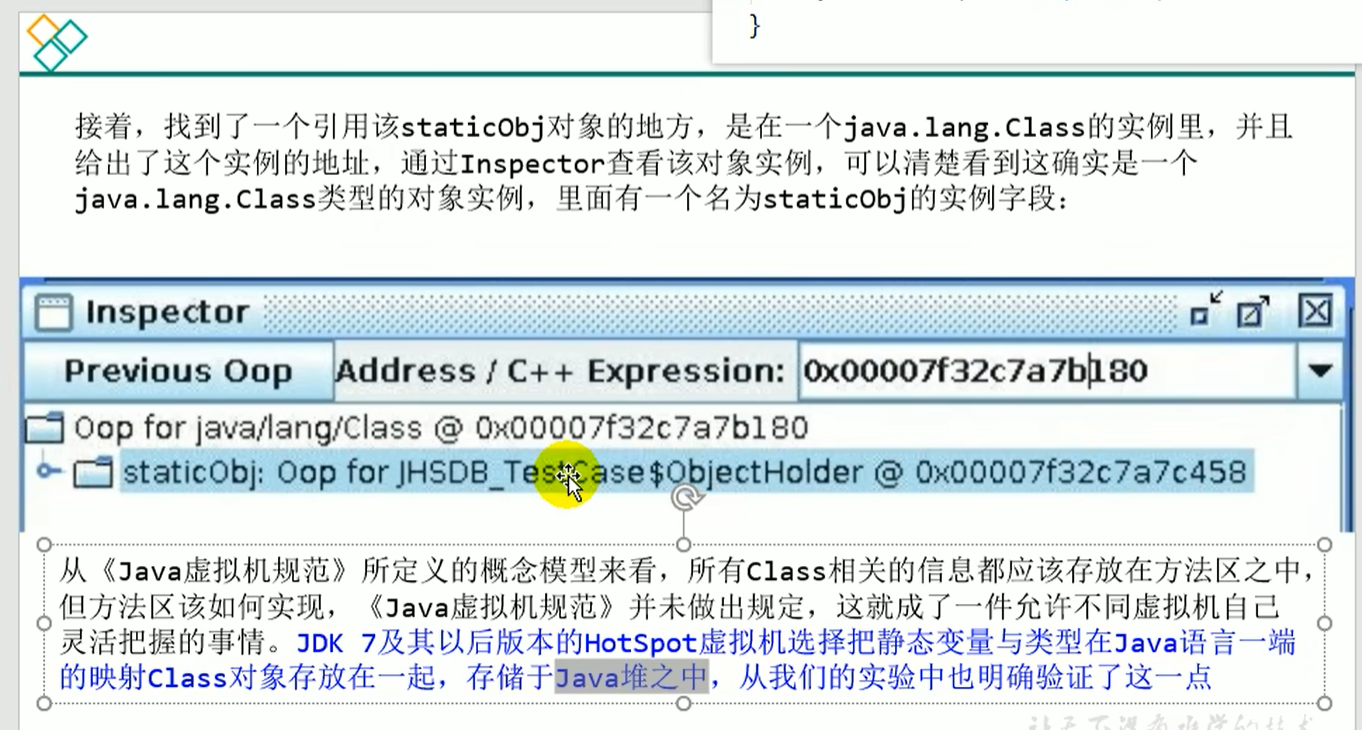 }
接着，找到了一个引用该staticObj对象的地方，是在一个java.lang.Class的实例里，并且
给出了这个实例的地址，通过Inspector查看该对象实例，可以清楚看到这确实是一个
java.lang.Class类型的对象实例，里面有一个名为staticObj的实例字段：
Inspector
Previous Oop
Address / C++ Expression:
0x00007f32c7a7b180
Oop for java/lang/Class @ 0x00007f32c7a7b180
staticObj: Oop for JHSDB_TestCase$ObjectHolder @ 0x00007f32c7a7c458
从《Java虚拟机规范》所定义的概念模型来看，所有Class相关的信息都应该存放在方法区之中，
但方法区该如何实现，《Java虚拟机规范》并未做出规定，这就成了一件允许不同虚拟机自己
灵活把握的事情。JDK 7及其以后版本的HotSpot虚拟机选择把静态变量与类型在Java语言一端
的映射Class对象存放在一起，存储于Java堆之中，从我们的实验中也明确验证了这一点